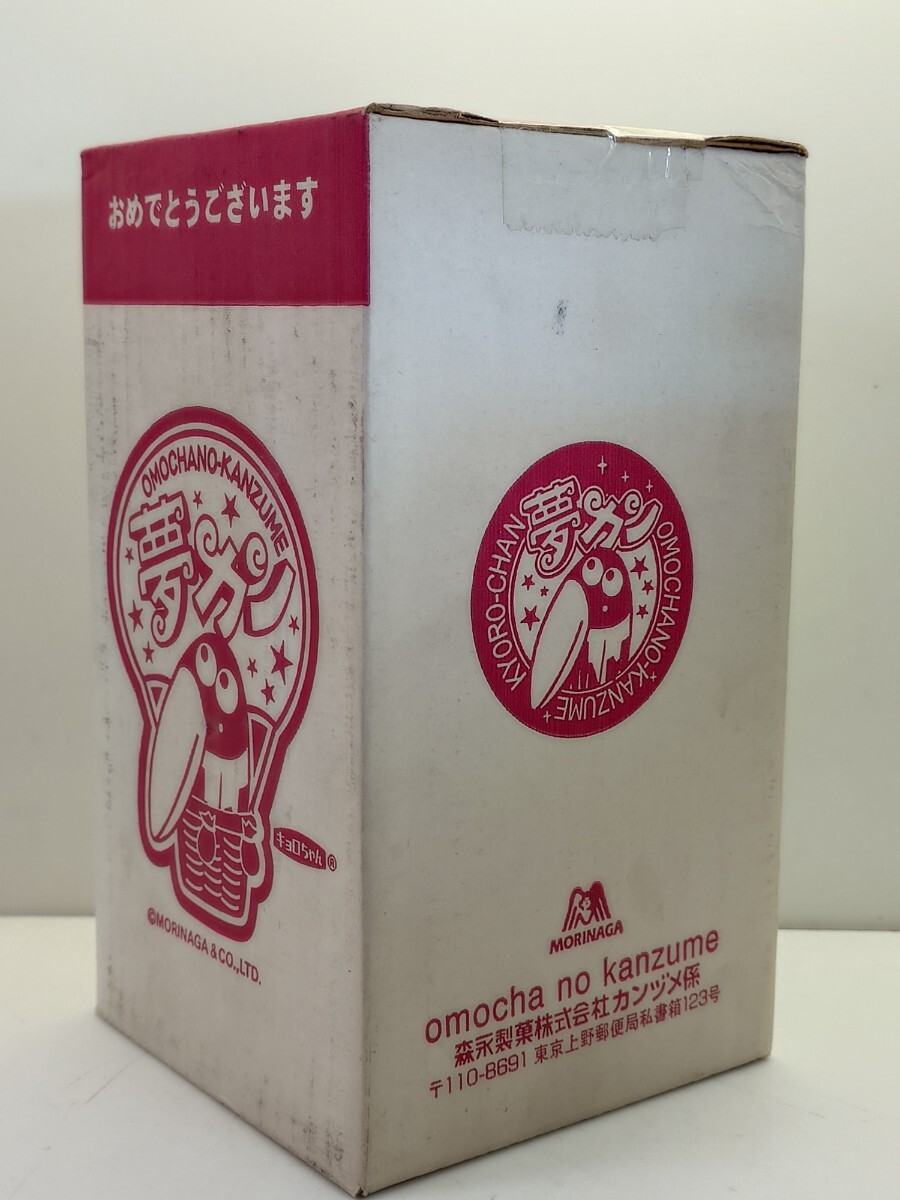 おめでとうございます
OMOCHANO-KANZUME
夢カン
キョロちゃん ®
©MORINAGA & CO.,LTD.
KYORO-CHAN
夢カン
OMOCHANO-KANZUME
MORINAGA
omocha no kanzume
森永製菓株式会社カンヅメ係
〒110-8691 東京上野郵便局私書箱123号